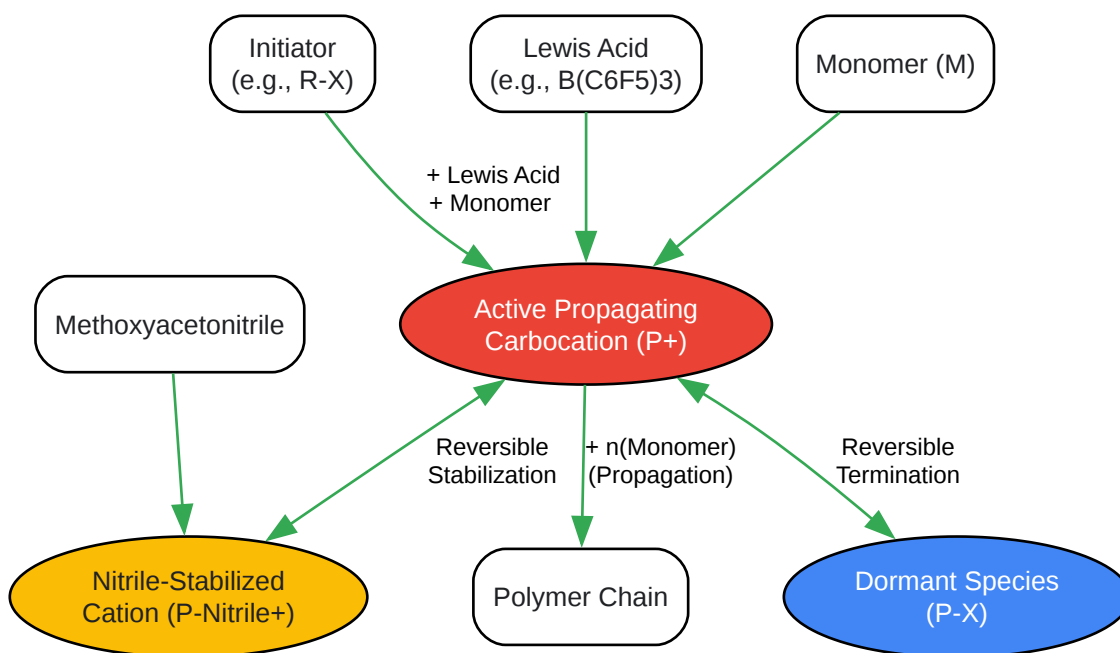 Initiator
(e.g., R-X)
Lewis Acid
(e.g., B(C6F5)3)
Monomer (M)
+ Lewis Acid
+ Monomer
Methoxyacetonitrile
Active Propagating
Carbocation (P+)
Reversible
Stabilization
+ n(Monomer)
(Propagation)
Reversible
Termination
Nitrile-Stabilized
Cation (P-Nitrile+)
Polymer Chain
Dormant Species
(P-X)